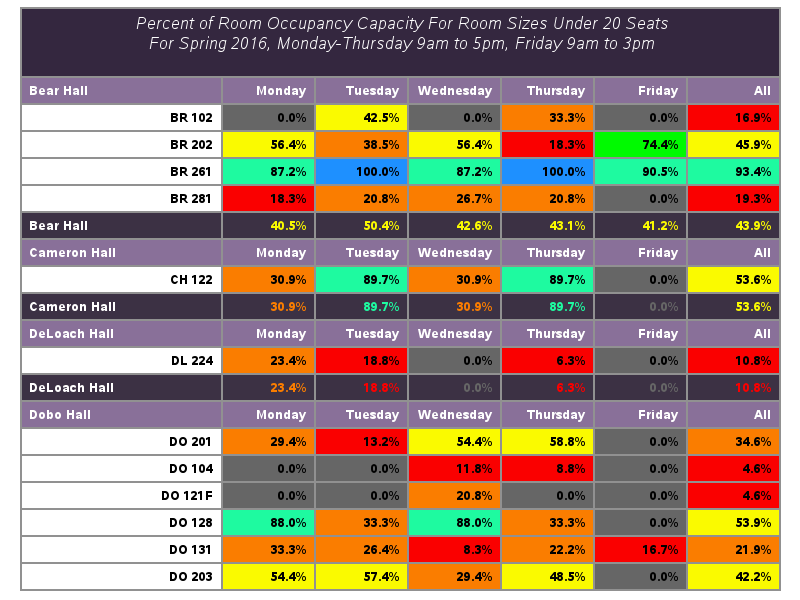 Percent of Room Occupancy Capacity For Room Sizes Under 20 Seats
For Spring 2016, Monday-Thursday 9am to 5pm, Friday 9am to 3pm
Bear Hall Monday Tuesday Wednesday Thursday Friday All
BR 102 0.0% 42.5% 0.0% 33.3% 0.0% 16.9%
BR 202 56.4% 38.5% 56.4% 18.3% 74.4% 45.9%
BR 261 87.2% 100.0% 87.2% 100.0% 90.5% 93.4%
BR 281 18.3% 20.8% 26.7% 20.8% 0.0% 19.3%
Bear Hall 40.5% 50.4% 42.6% 43.1% 41.2% 43.9%
Cameron Hall Monday Tuesday Wednesday Thursday Friday All
CH 122 30.9% 89.7% 30.9% 89.7% 0.0% 53.6%
Cameron Hall 30.9% 89.7% 30.9% 89.7% 0.0% 53.6%
DeLoach Hall Monday Tuesday Wednesday Thursday Friday All
DL 224 23.4% 18.8% 0.0% 6.3% 0.0% 10.8%
DeLoach Hall 23.4% 18.8% 0.0% 6.3% 0.0% 10.8%
Dobo Hall Monday Tuesday Wednesday Thursday Friday All
DO 201 29.4% 13.2% 54.4% 58.8% 0.0% 34.6%
DO 104 0.0% 0.0% 11.8% 8.8% 0.0% 4.6%
DO 121F 0.0% 0.0% 20.8% 0.0% 0.0% 4.6%
DO 128 88.0% 33.3% 88.0% 33.3% 0.0% 53.9%
DO 131 33.3% 26.4% 8.3% 22.2% 16.7% 21.9%
DO 203 54.4% 57.4% 29.4% 48.5% 0.0% 42.2%